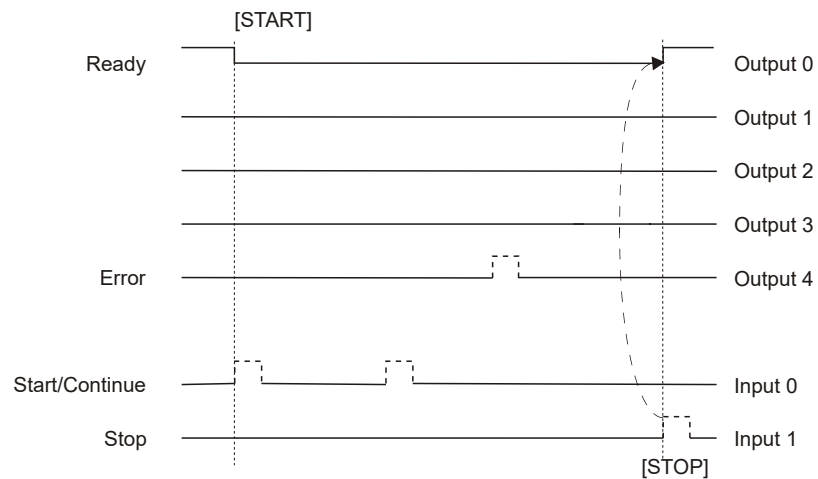 [START]
Ready Output 0
Output 1
Output 2
Output 3
Error Output 4
Start/Continue Input 0
Stop Input 1
[STOP]